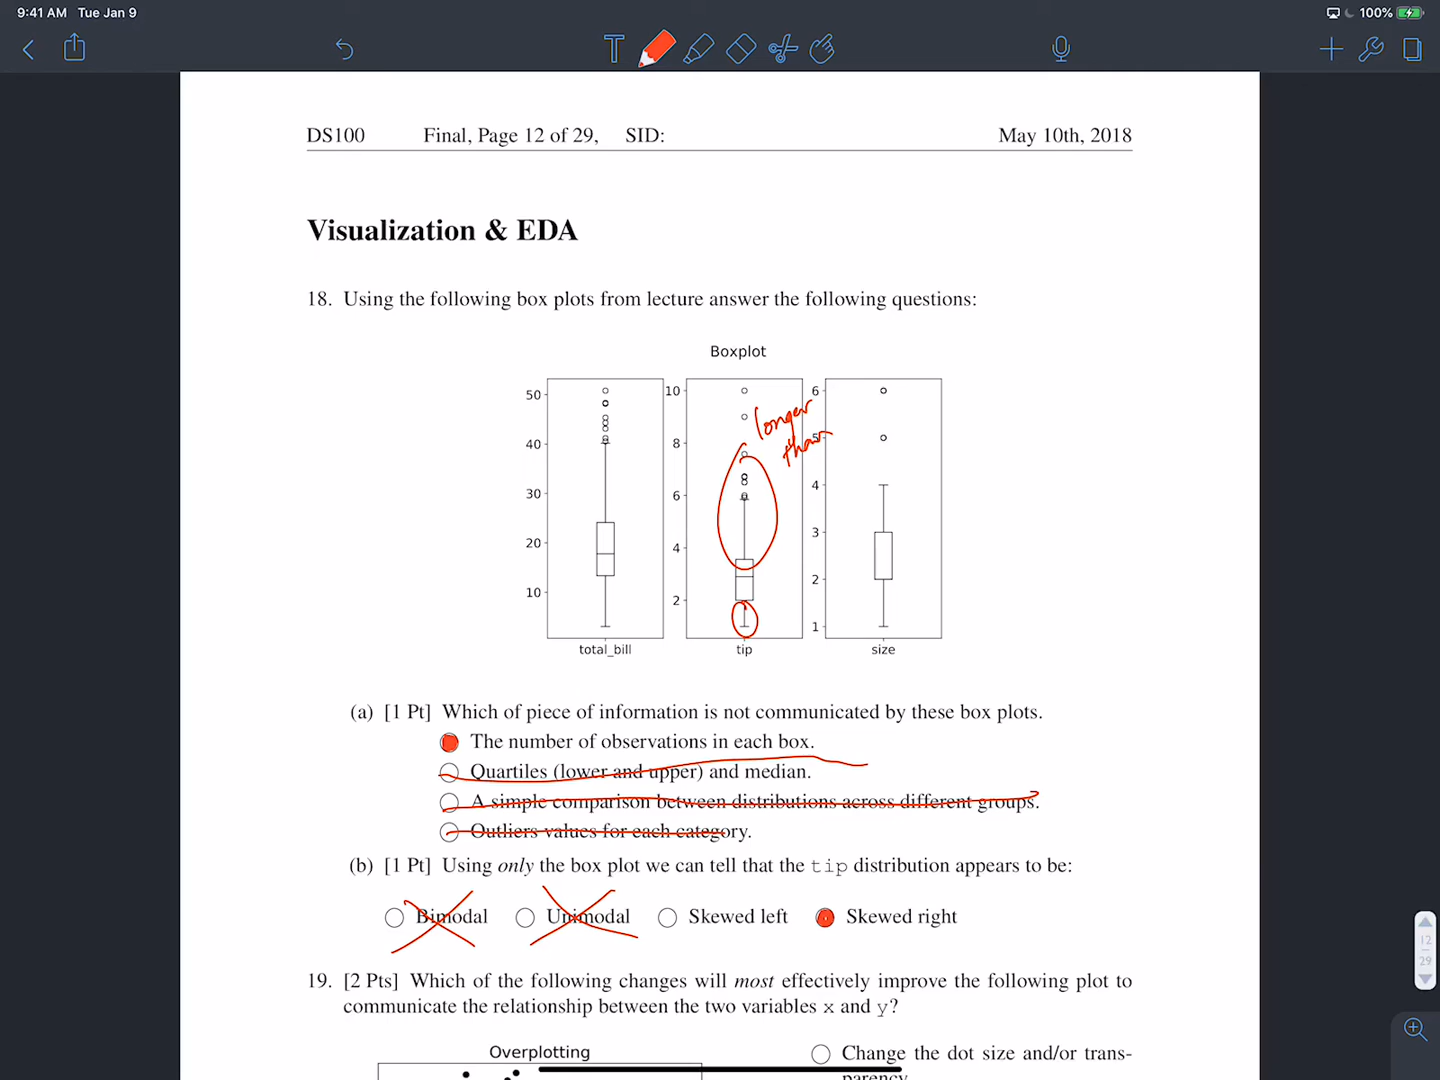 9:41 AM Tue Jan 9
100%
DS100 Final, Page 12 of 29, SID: May 10th, 2018
Visualization & EDA
18. Using the following box plots from lecture answer the following questions:
Boxplot
50
40
30
20
10
total_bill
10
8
6
4
2
tip
longer
than
6
5
4
3
2
1
size
(a) [1 Pt] Which of piece of information is not communicated by these box plots.
The number of observations in each box.
Quartiles (lower and upper) and median.
A simple comparison between distributions across different groups.
Outliers values for each category.
(b) [1 Pt] Using only the box plot we can tell that the tip distribution appears to be:
Bimodal Unimodal Skewed left Skewed right
19. [2 Pts] Which of the following changes will most effectively improve the following plot to
communicate the relationship between the two variables x and y?
Overplotting
Change the dot size and/or trans-
parency
12
29